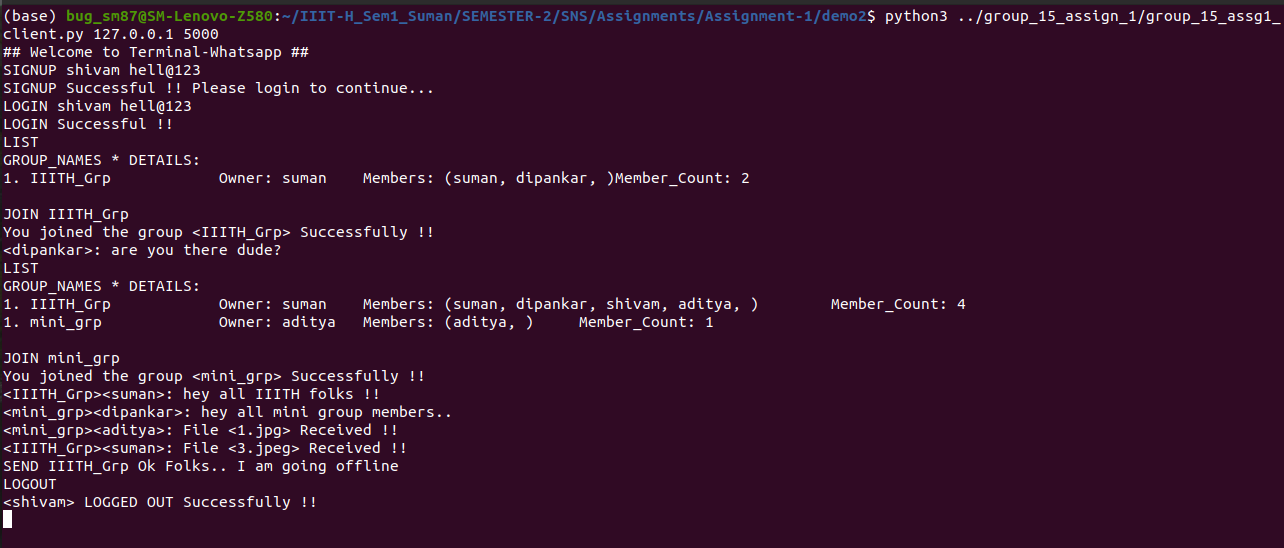 (base) bug_sm87@SM-Lenovo-Z580:~/IIIT-H_Sem1_Suman/SEMESTER-2/SNS/Assignments/Assignment-1/demo2$ python3 ../group_15_assign_1/group_15_assg1_
client.py 127.0.0.1 5000
## Welcome to Terminal-Whatsapp ##
SIGNUP shivam hell@123
SIGNUP Successful !! Please login to continue...
LOGIN shivam hell@123
LOGIN Successful !!
LIST
GROUP_NAMES * DETAILS:
1. IIITH_Grp            Owner: suman    Members: (suman, dipankar, )Member_Count: 2
JOIN IIITH_Grp
You joined the group <IIITH_Grp> Successfully !!
<dipankar>: are you there dude?
LIST
GROUP_NAMES * DETAILS:
1. IIITH_Grp            Owner: suman    Members: (suman, dipankar, shivam, aditya, )        Member_Count: 4
1. mini_grp             Owner: aditya   Members: (aditya, )     Member_Count: 1
JOIN mini_grp
You joined the group <mini_grp> Successfully !!
<IIITH_Grp><suman>: hey all IIITH folks !!
<mini_grp><dipankar>: hey all mini group members..
<mini_grp><aditya>: File <1.jpg> Received !!
<IIITH_Grp><suman>: File <3.jpeg> Received !!
SEND IIITH_Grp Ok Folks.. I am going offline
LOGOUT
<shivam> LOGGED OUT Successfully !!